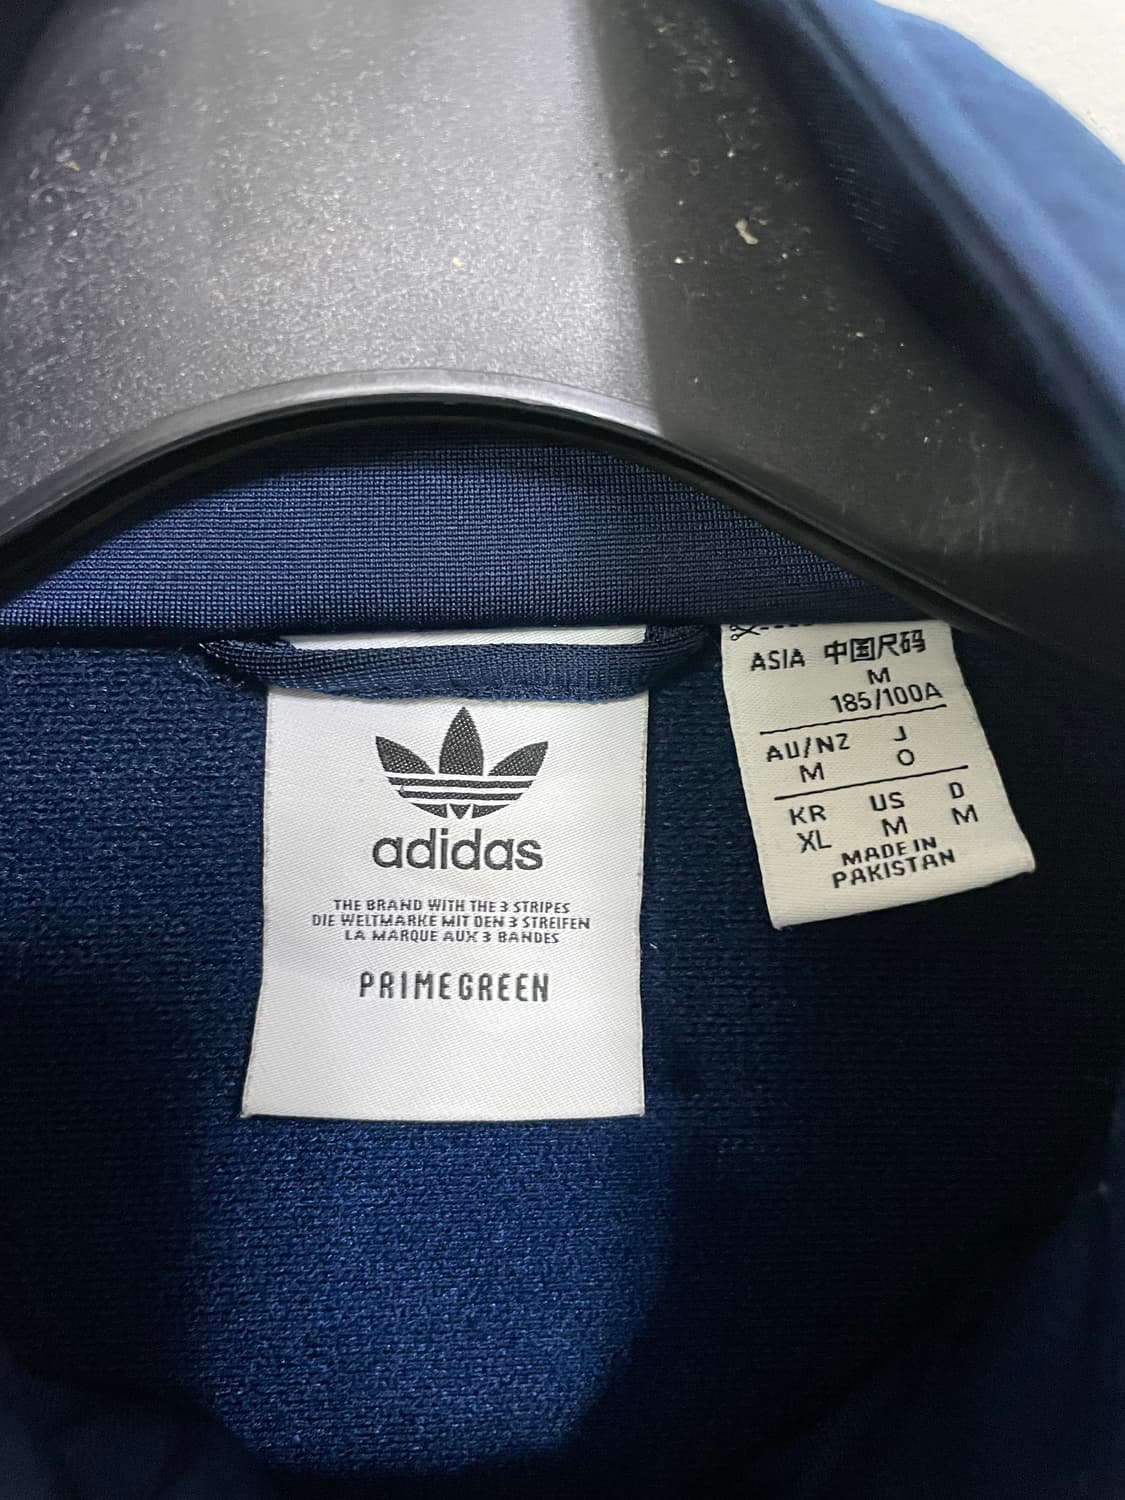 adidas
THE BRAND WITH THE 3 STRIPES
DIE WELTMARKE MIT DEN 3 STREIFEN
LA MARQUE AUX 3 BANDES
PRIMEGREEN
ASIA 中国尺码
M
185/100A
AU/NZ J
M O
KR US D
XL M M
MADE IN
PAKISTAN